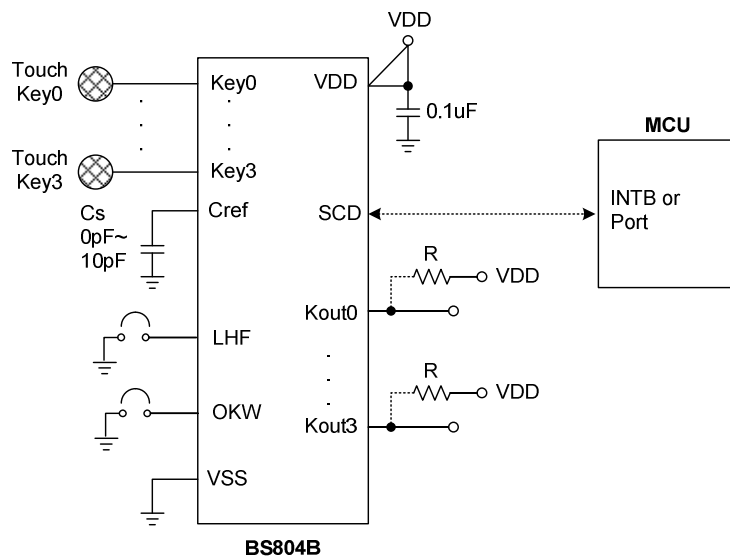 VDD
Touch
Key0
Key0
VDD
0.1uF
MCU
Touch
Key3
Key3
INTB or
Port
Cs
0pF~
10pF
Cref
SCD
R
VDD
Kout0
LHF
R
VDD
OKW
Kout3
VSS
BS804B